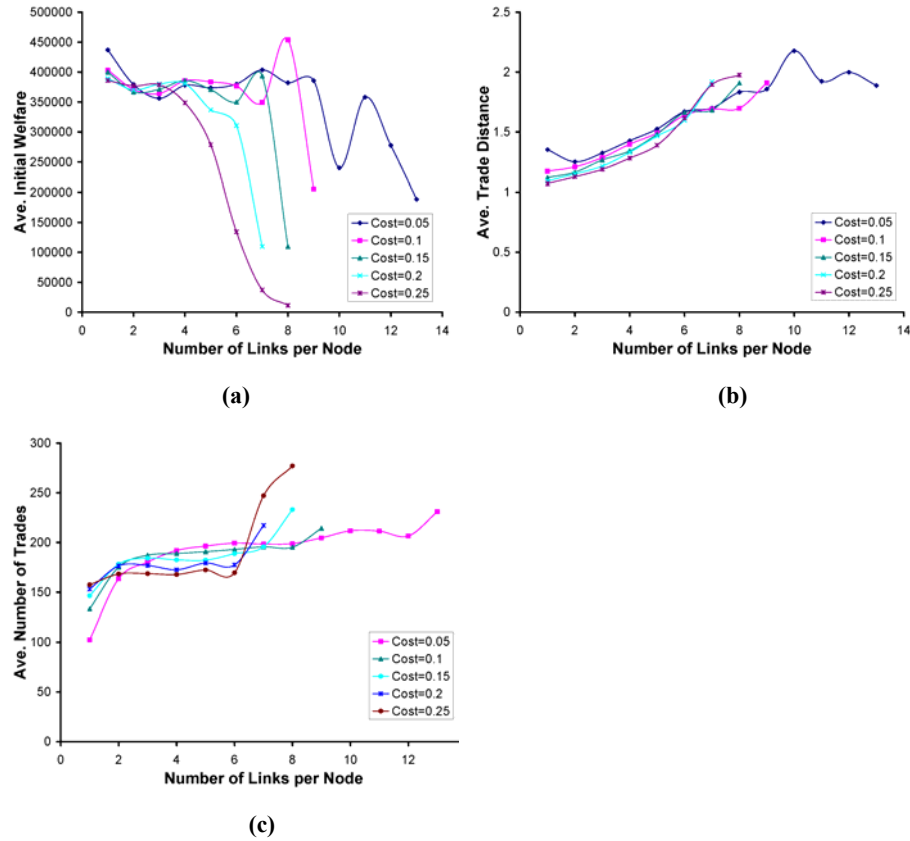 500000
450000
400000
350000
300000
250000
200000
150000
100000
50000
0
0 2 4 6 8 10 12 14
Ave. Initial Welfare
Number of Links per Node
Cost=0.05
Cost=0.1
Cost=0.15
Cost=0.2
Cost=0.25
(a)
2.5
2
1.5
1
0.5
0
0 2 4 6 8 10 12 14
Ave. Trade Distance
Number of Links per Node
Cost=0.05
Cost=0.1
Cost=0.15
Cost=0.2
Cost=0.25
(b)
300
250
200
150
100
50
0
0 2 4 6 8 10 12
Ave. Number of Trades
Number of Links per Node
Cost=0.05
Cost=0.1
Cost=0.15
Cost=0.2
Cost=0.25
(c)